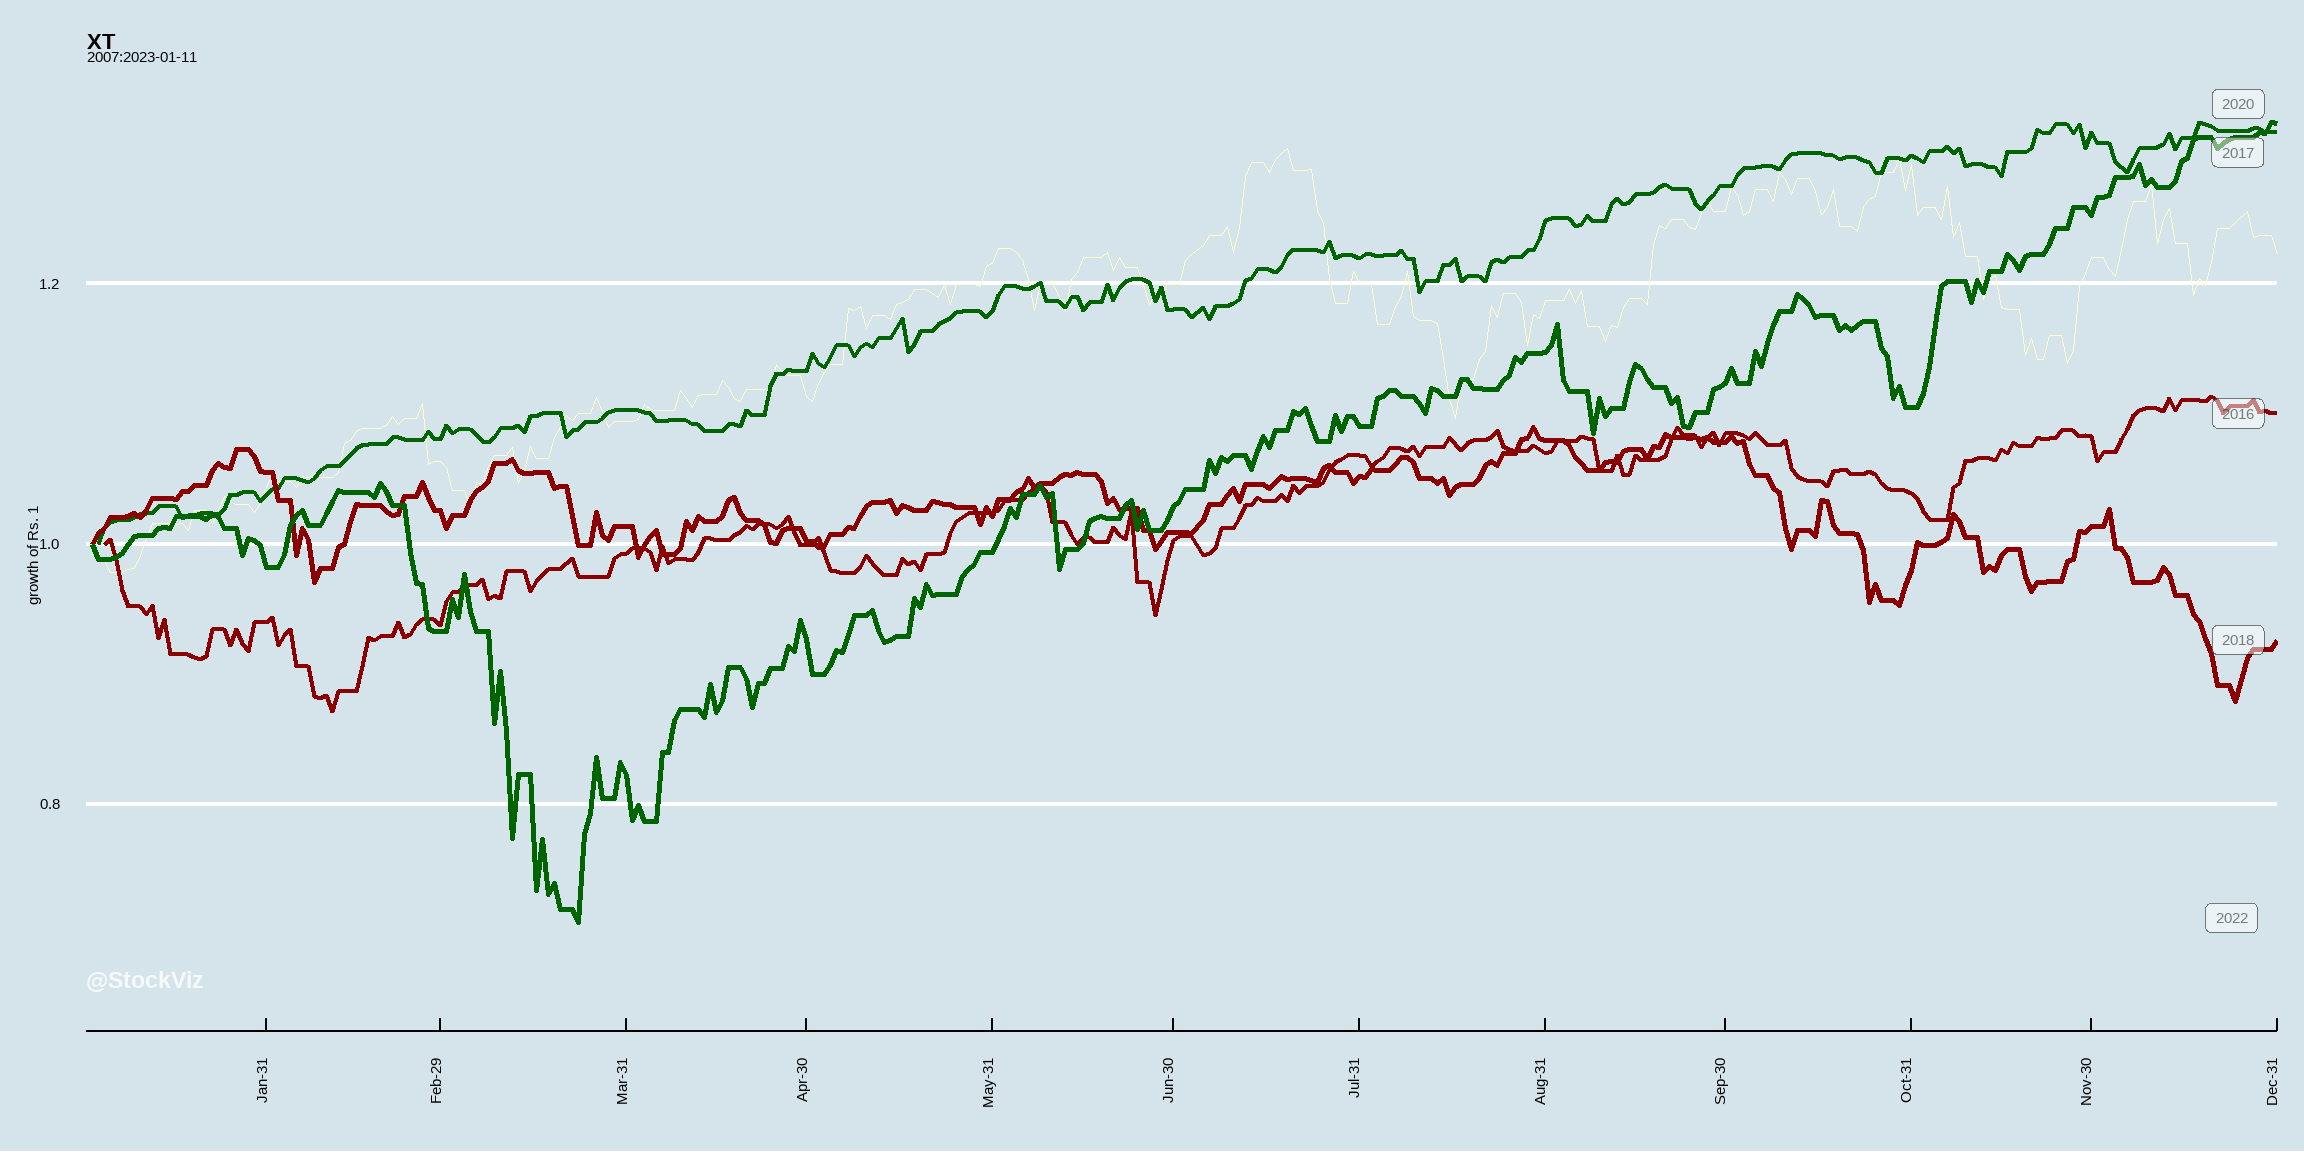 XT
2007:2023-01-11
2020
2017
1.2
2016
growth of Rs. 1
1.0
2018
0.8
2022
@StockViz
Jan-31
Feb-29
Mar-31
Apr-30
May-31
Jun-30
Jul-31
Aug-31
Sep-30
Oct-31
Nov-30
Dec-31